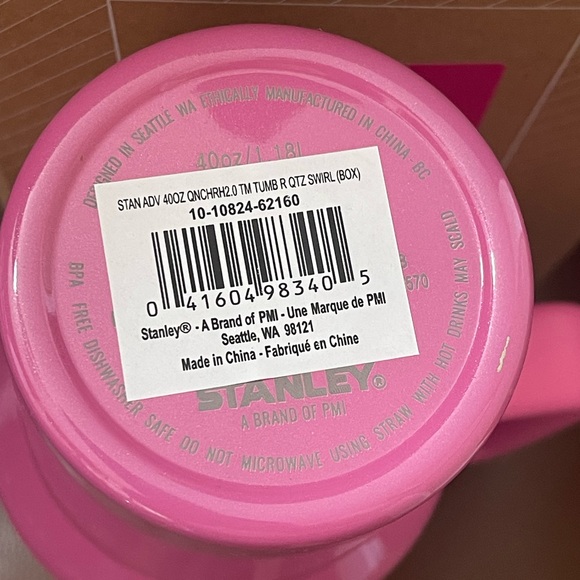 DESIGNED IN SEATTLE WA ETHICALLY MANUFACTURED IN CHINA RC
40oz/1.18L
STAN ADV 40OZ QNCHRH2.0 TM TUMB R QTZ SWIRL (BOX)
10-10824-62160
0 41604 98340 5
Stanley® - A Brand of PMI - Une Marque de PMI
Seattle, WA 98121
Made in China - Fabriqué en Chine
570
STANLEY®
A BRAND OF PMI
BPA FREE DISHWASHER SAFE DO NOT MICROWAVE USING STRAW WITH HOT DRINKS MAY SCALD